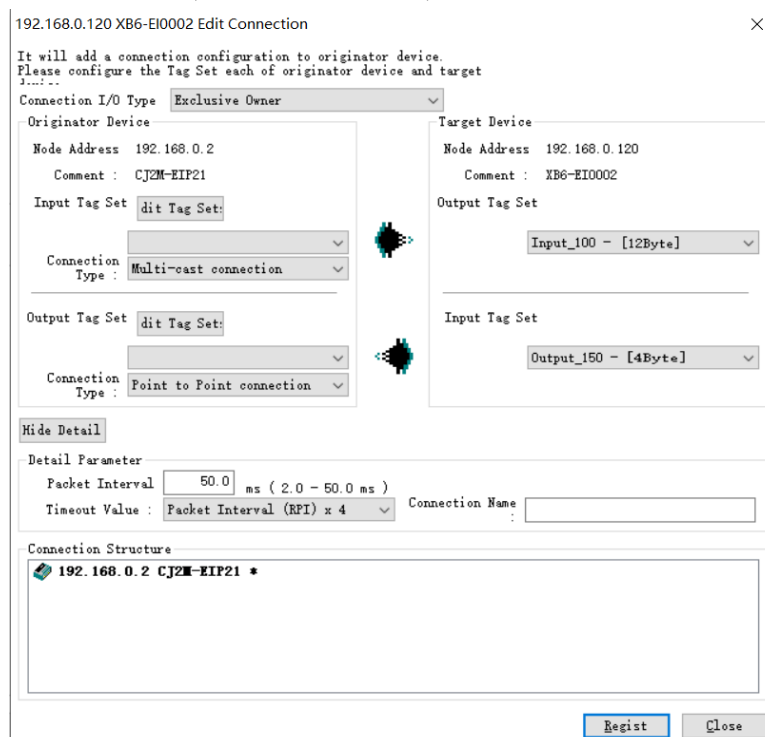 192.168.0.120 XB6-EI0002 Edit Connection
It will add a connection configuration to originator device.
Please configure the Tag Set each of originator device and target
Connection I/O Type Exclusive Owner
Originator Device
Target Device
Node Address 192.168.0.2
Node Address 192.168.0.120
Comment : CJ2M-EIP21
Comment : XB6-EI0002
Input Tag Set dit Tag Set:
Output Tag Set
Input_100 - [12Byte]
Connection
Type : Multi-cast connection
Output Tag Set dit Tag Set:
Input Tag Set
Output_150 - [4Byte]
Connection
Type : Point to Point connection
Hide Detail
Detail Parameter
Packet Interval 50.0 ms ( 2.0 - 50.0 ms )
Timeout Value : Packet Interval (RPI) x 4
Connection Name
:
Connection Structure
192.168.0.2 CJ2M-EIP21 *
Regist Close